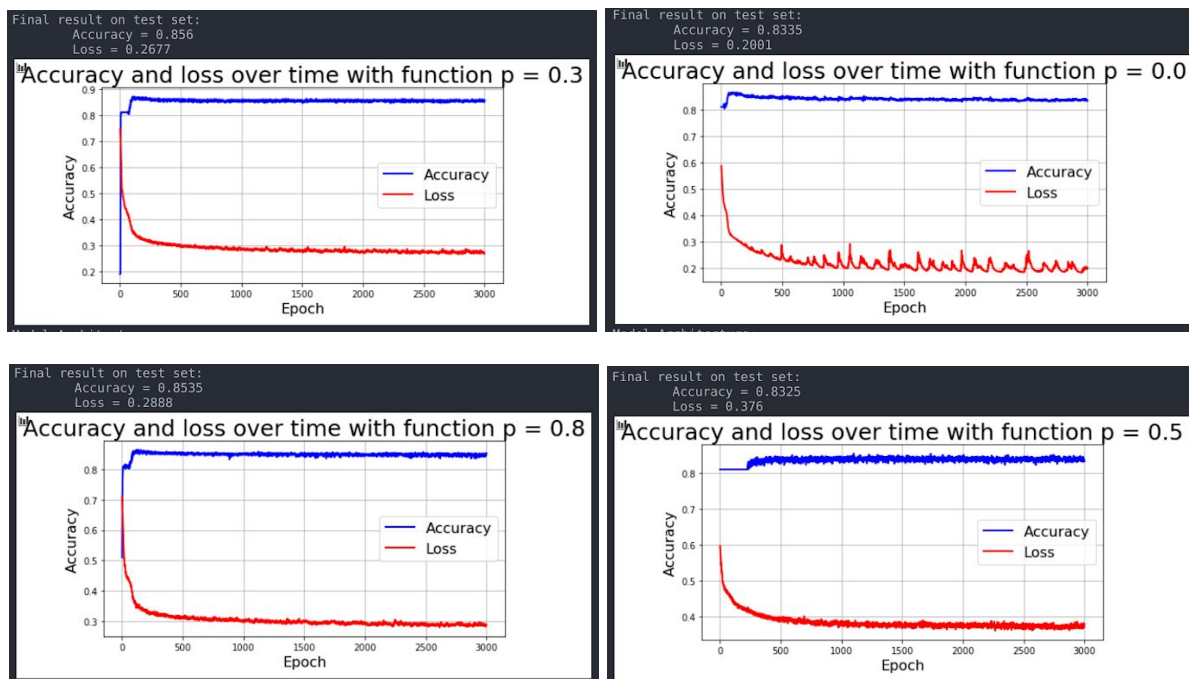 Final result on test set:
Accuracy = 0.856
Loss = 0.2677
Accuracy and loss over time with function p = 0.3
0.9
0.8
0.7
0.6
0.5
0.4
0.3
0.2
Accuracy
Accuracy
Loss
0
500
1000
1500
2000
2500
3000
Epoch
Final result on test set:
Accuracy = 0.8335
Loss = 0.2001
Accuracy and loss over time with function p = 0.0
0.8
0.7
0.6
0.5
0.4
0.3
0.2
Accuracy
Accuracy
Loss
0
500
1000
1500
2000
2500
3000
Epoch
Final result on test set:
Accuracy = 0.8535
Loss = 0.2888
Accuracy and loss over time with function p = 0.8
0.8
0.7
0.6
0.5
0.4
0.3
Accuracy
Accuracy
Loss
0
500
1000
1500
2000
2500
3000
Epoch
Final result on test set:
Accuracy = 0.8325
Loss = 0.376
Accuracy and loss over time with function p = 0.5
0.8
0.7
0.6
0.5
0.4
Accuracy
Accuracy
Loss
0
500
1000
1500
2000
2500
3000
Epoch